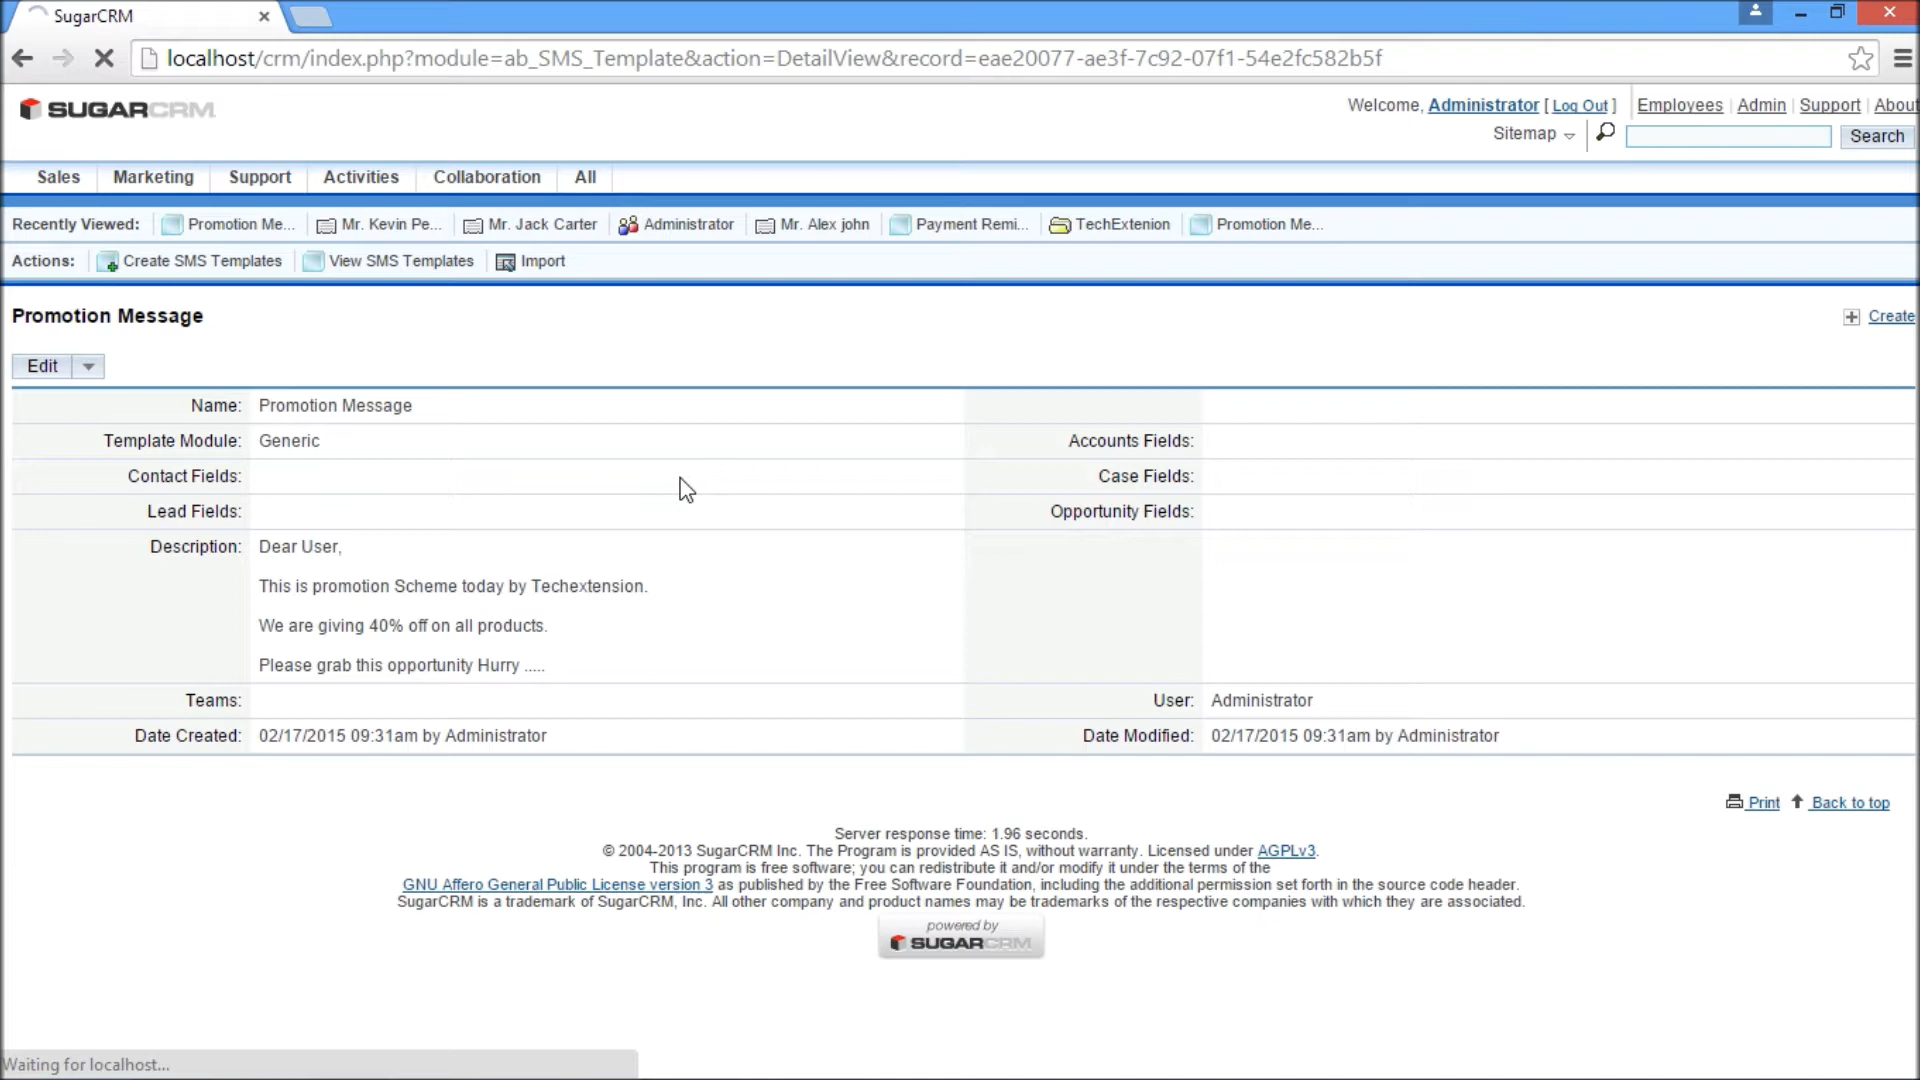 SugarCRM
localhost/crm/index.php?module=ab_SMS_Template&action=DetailView&record=eae20077-ae3f-7c92-07f1-54e2fc582b5f
SUGARCRM
Welcome, Administrator [ Log Out ] Employees | Admin | Support | About
Sitemap
Search
Sales Marketing Support Activities Collaboration All
Recently Viewed: Promotion Me... Mr. Kevin Pe... Mr. Jack Carter Administrator Mr. Alex john Payment Remi... TechExtenion Promotion Me...
Actions: Create SMS Templates View SMS Templates Import
Promotion Message
Create
Edit
Name: Promotion Message
Template Module: Generic Accounts Fields:
Contact Fields: Case Fields:
Lead Fields: Opportunity Fields:
Description: Dear User,
This is promotion Scheme today by Techextension.
We are giving 40% off on all products.
Please grab this opportunity Hurry .....
Teams: User: Administrator
Date Created: 02/17/2015 09:31am by Administrator Date Modified: 02/17/2015 09:31am by Administrator
Print Back to top
Server response time: 1.96 seconds.
© 2004-2013 SugarCRM Inc. The Program is provided AS IS, without warranty. Licensed under AGPLv3.
This program is free software; you can redistribute it and/or modify it under the terms of the
GNU Affero General Public License version 3 as published by the Free Software Foundation, including the additional permission set forth in the source code header.
SugarCRM is a trademark of SugarCRM, Inc. All other company and product names may be trademarks of the respective companies with which they are associated.
powered by
SUGARCRM
Waiting for localhost...